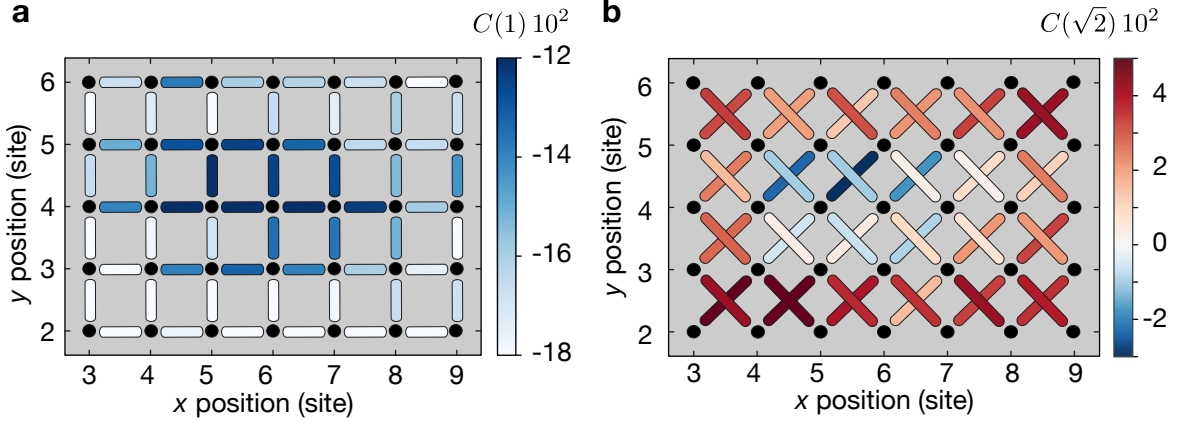 a
C(1) 10²
6
5
4
3
2
3 4 5 6 7 8 9
y position (site)
x position (site)
-12
-14
-16
-18
b
C(√2) 10²
6
5
4
3
2
3 4 5 6 7 8 9
y position (site)
x position (site)
4
2
0
-2